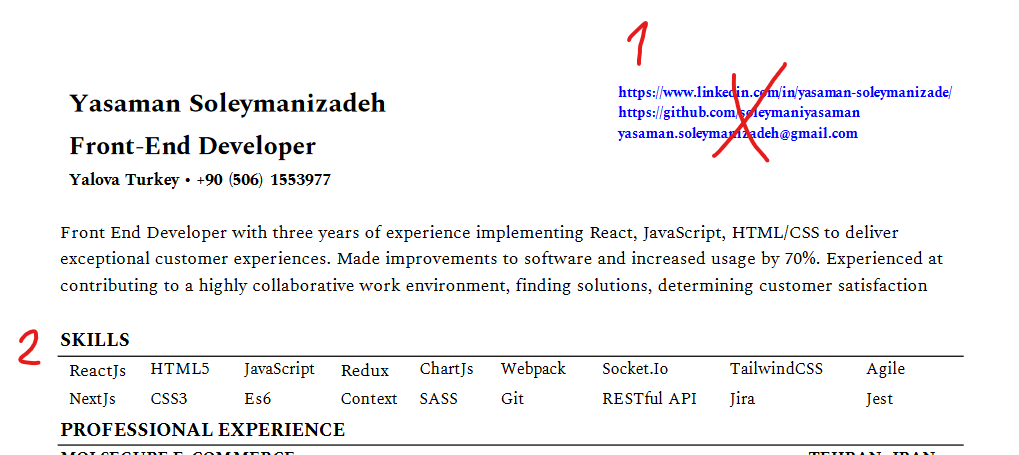 1
Yasaman Soleymanizadeh
https://www.linkedin.com/in/yasaman-soleymanizade/
https://github.com/soleymaniyasaman
Front-End Developer
yasaman.soleymanizadeh@gmail.com
Yalova Turkey • +90 (506) 1553977
Front End Developer with three years of experience implementing React, JavaScript, HTML/CSS to deliver
exceptional customer experiences. Made improvements to software and increased usage by 70%. Experienced at
contributing to a highly collaborative work environment, finding solutions, determining customer satisfaction
2
SKILLS
ReactJs HTML5 JavaScript Redux ChartJs Webpack Socket.Io TailwindCSS Agile
NextJs CSS3 Es6 Context SASS Git RESTful API Jira Jest
PROFESSIONAL EXPERIENCE
MOLSECURE E-COMMERCE TEHRAN, IRAN